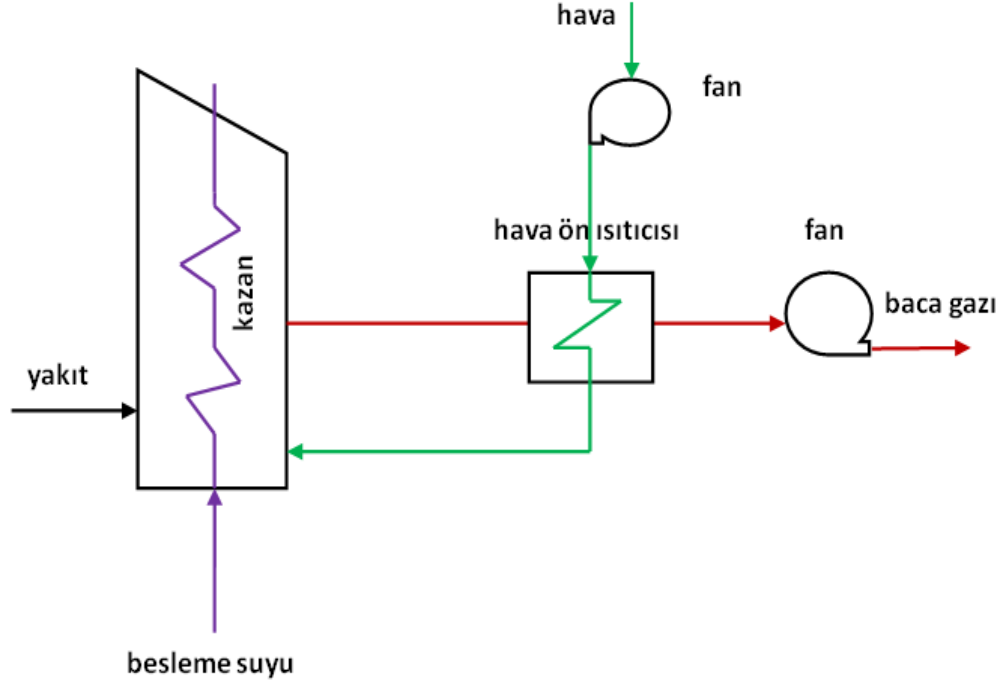 hava
fan
hava ön ısıtıcısı
fan
baca gazı
kazan
yakıt
besleme suyu